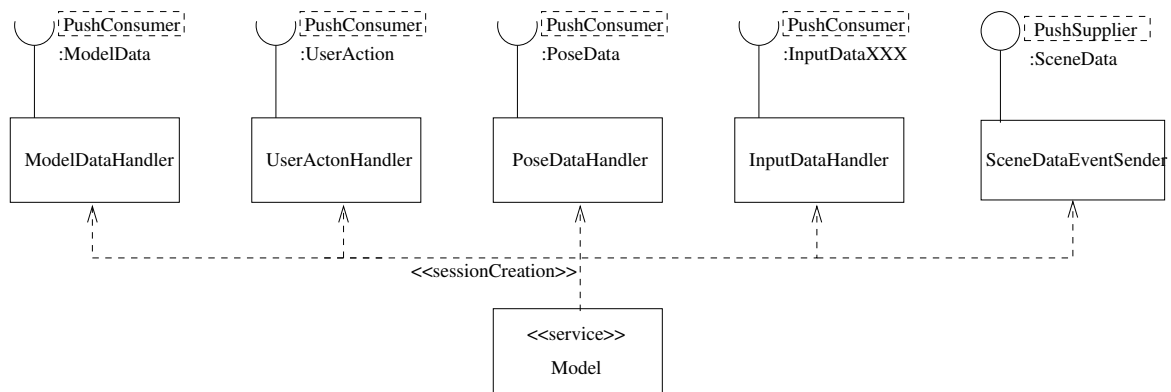 PushConsumer
:ModelData
PushConsumer
:UserAction
PushConsumer
:PoseData
PushConsumer
:InputDataXXX
PushSupplier
:SceneData
ModelDataHandler
UserActonHandler
PoseDataHandler
InputDataHandler
SceneDataEventSender
<<sessionCreation>>
<<service>>
Model